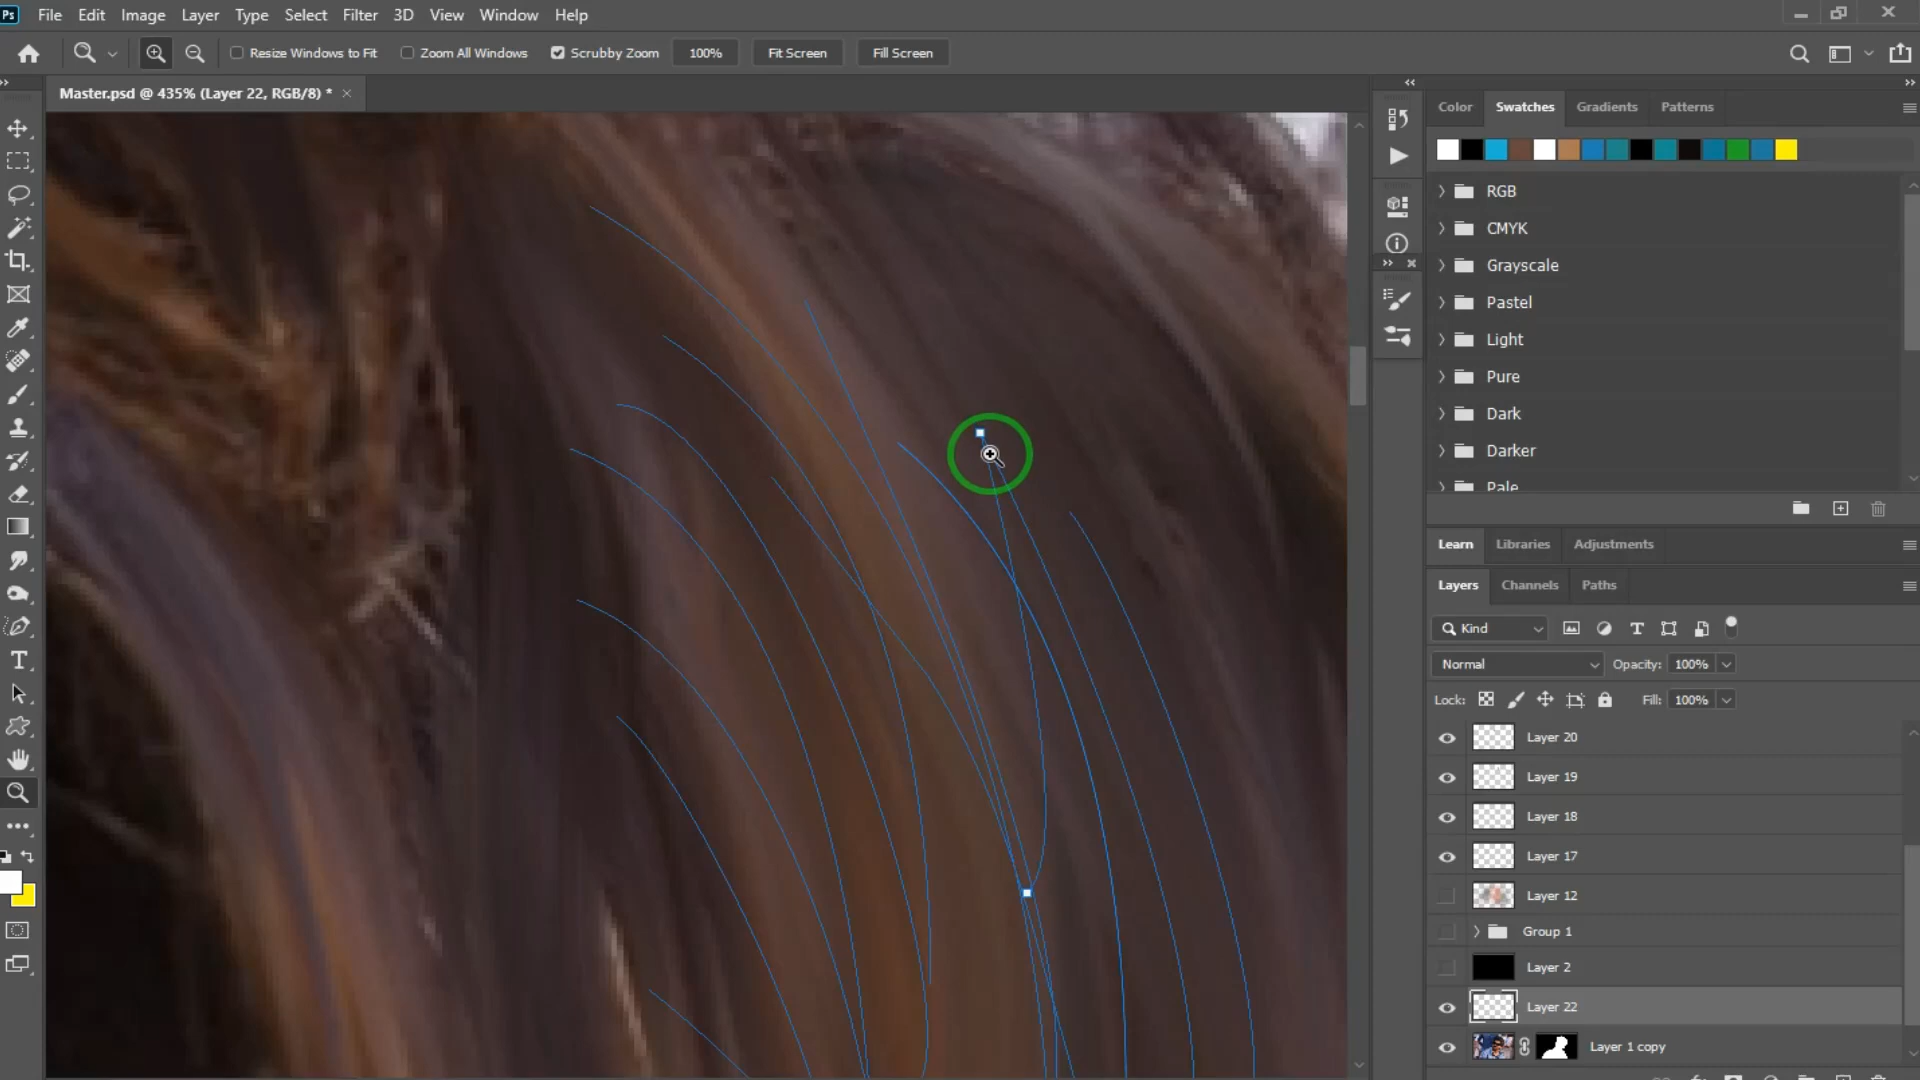 Ps File Edit Image Layer Type Select Filter 3D View Window Help
Resize Windows to Fit Zoom All Windows Scrubby Zoom 100% Fit Screen Fill Screen
Master.psd @ 435% (Layer 22, RGB/8) *
Color Swatches Gradients Patterns
RGB
CMYK
Grayscale
Pastel
Light
Pure
Dark
Darker
Pale
Learn Libraries Adjustments
Layers Channels Paths
Kind
Normal Opacity: 100%
Lock: Fill: 100%
Layer 20
Layer 19
Layer 18
Layer 17
Layer 12
Group 1
Layer 2
Layer 22
Layer 1 copy